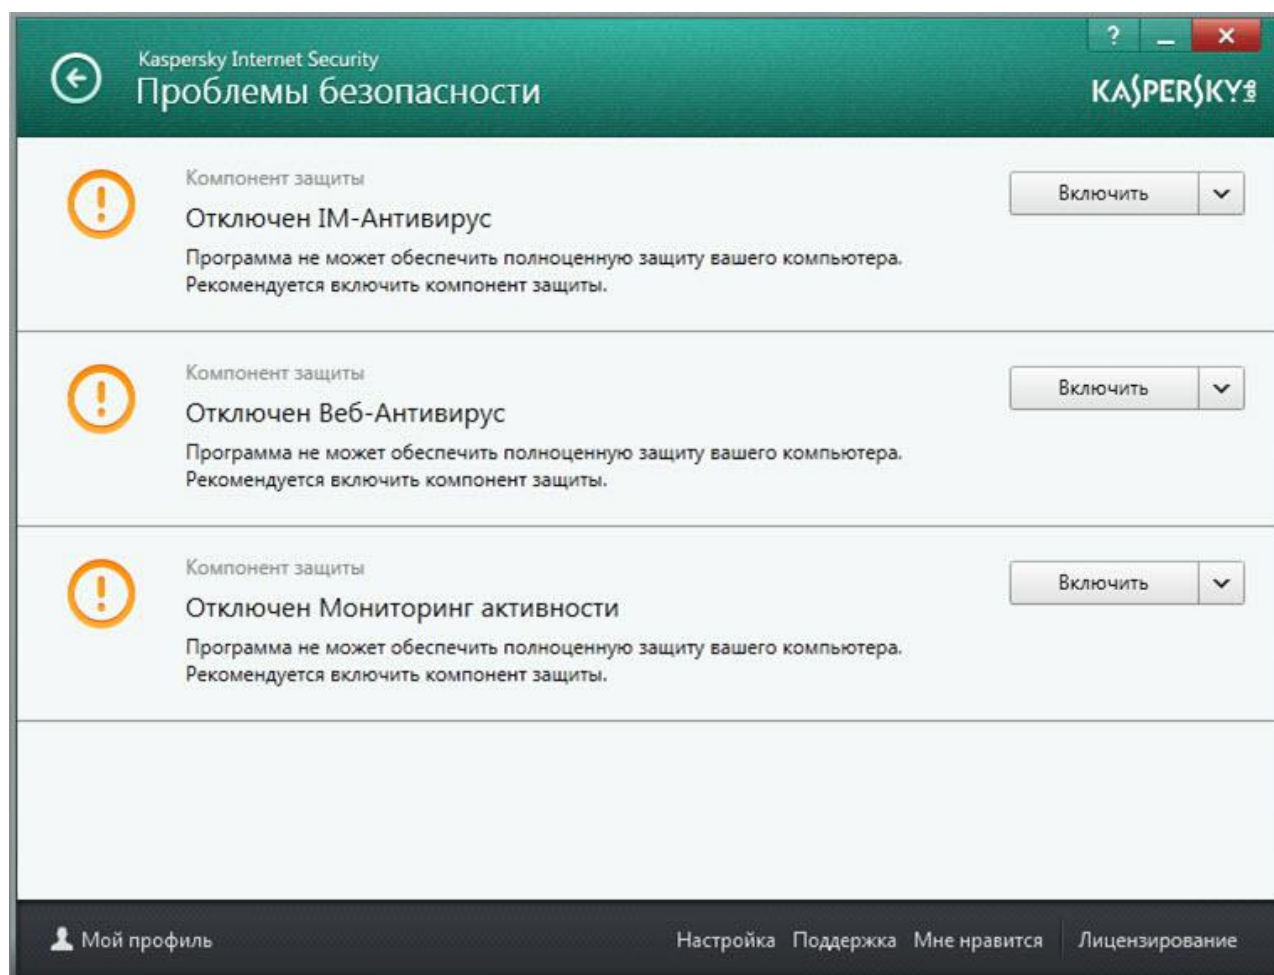 Kaspersky Internet Security
Проблемы безопасности
?
KASPERSKY lab
Компонент защиты
Отключен IM-Антивирус
Программа не может обеспечить полноценную защиту вашего компьютера.
Рекомендуется включить компонент защиты.
Включить
Компонент защиты
Отключен Веб-Антивирус
Программа не может обеспечить полноценную защиту вашего компьютера.
Рекомендуется включить компонент защиты.
Включить
Компонент защиты
Отключен Мониторинг активности
Программа не может обеспечить полноценную защиту вашего компьютера.
Рекомендуется включить компонент защиты.
Включить
Мой профиль
Настройка Поддержка Мне нравится Лицензирование